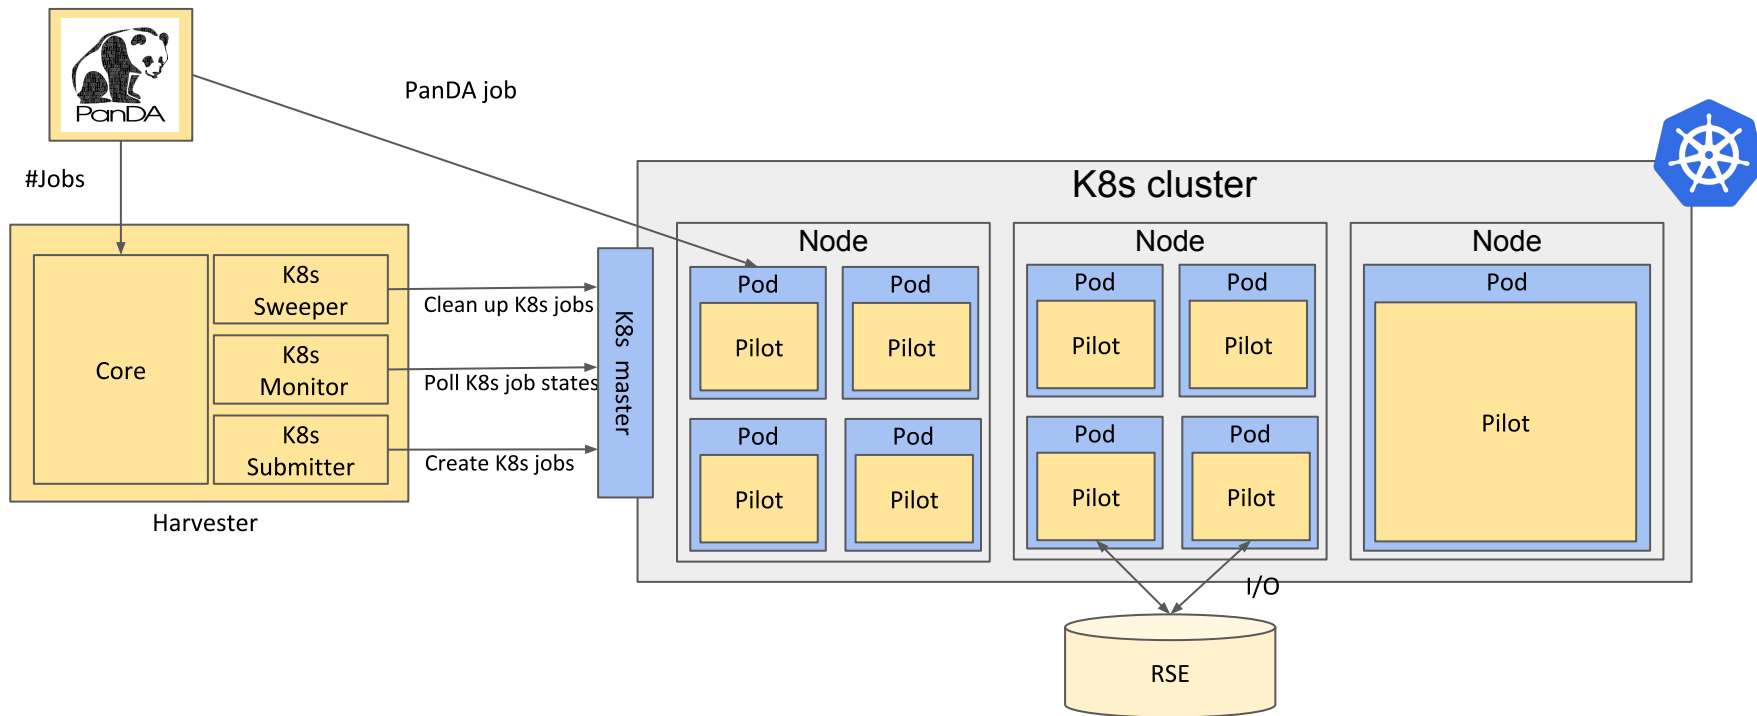 PanDA
PanDA job
#Jobs
K8s cluster
Core
K8s
Sweeper
K8s
Monitor
K8s
Submitter
Harvester
Clean up K8s jobs
Poll K8s job states
Create K8s jobs
K8s master
Node
Pod
Pilot
Pod
Pilot
Pod
Pilot
Pod
Pilot
Node
Pod
Pilot
Pod
Pilot
Pod
Pilot
Pod
Pilot
Node
Pod
Pilot
I/O
RSE